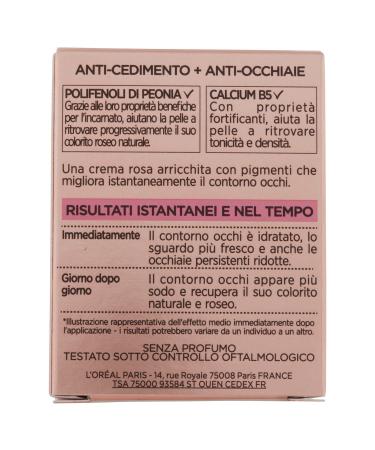 ANTI-CEDIMENTO + ANTI-OCCHIAIE
POLIFENOLI DI PEONIA✓
Grazie alle loro proprietà benefiche
per l'incarnato, aiutano la pelle a
ritrovare progressivamente il suo
colorito roseo naturale.
CALCIUM B5✓
Con proprietà
fortificanti, aiuta la
pelle a ritrovare
tonicità e densità.
Una crema rosa arricchita con pigmenti che
migliora istantaneamente il contorno occhi.
RISULTATI ISTANTANEI E NEL TEMPO
Immediatamente Il contorno occhi è idratato, lo
sguardo più fresco e anche le
occhiaie persistenti ridotte.
Giorno dopo Il contorno occhi appare più
giorno sodo e recupera il suo colorito
naturale e roseo.
*Illustrazione rappresentativa dell'effetto medio immediatamente dopo
l'applicazione - i risultati potrebbero variare da un individuo a un altro.
SENZA PROFUMO
TESTATO SOTTO CONTROLLO OFTALMOLOGICO
L'ORÉAL PARIS - 14, rue Royale 75008 Paris FRANCE
TSA 75000 93584 ST OUEN CEDEX FR